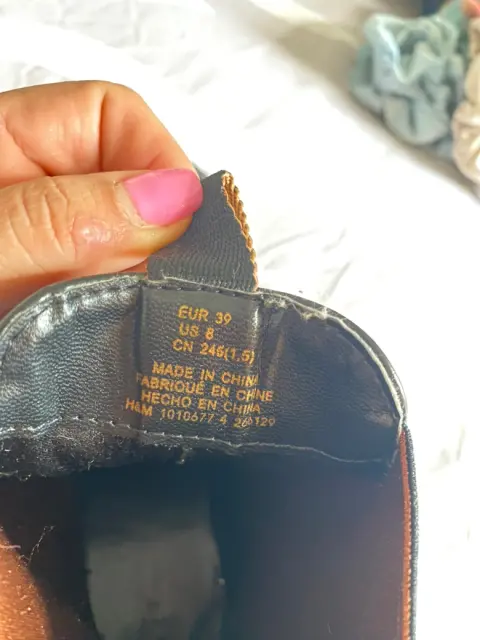 EUR 39
US 8
CN 245(1,5)
MADE IN CHINA
FABRIQUÉ EN CHINE
HECHO EN CHINA
H&M 1010677 4